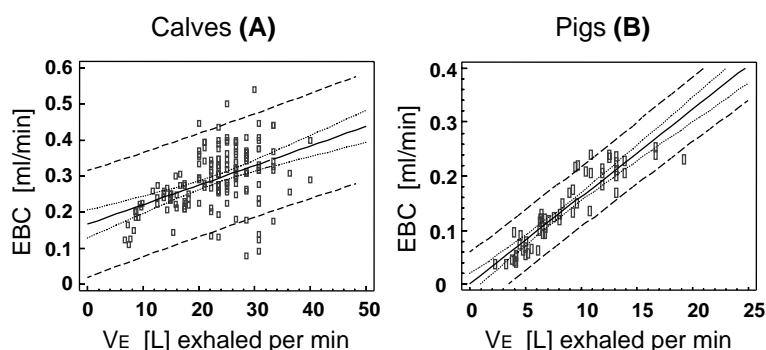 Calves (A)
EBC [ml/min]
0.6
0.5
0.4
0.3
0.2
0.1
0
0 10 20 30 40 50
VE [L] exhaled per min
Pigs (B)
EBC [ml/min]
0.4
0.3
0.2
0.1
0
0 5 10 15 20 25
VE [L] exhaled per min